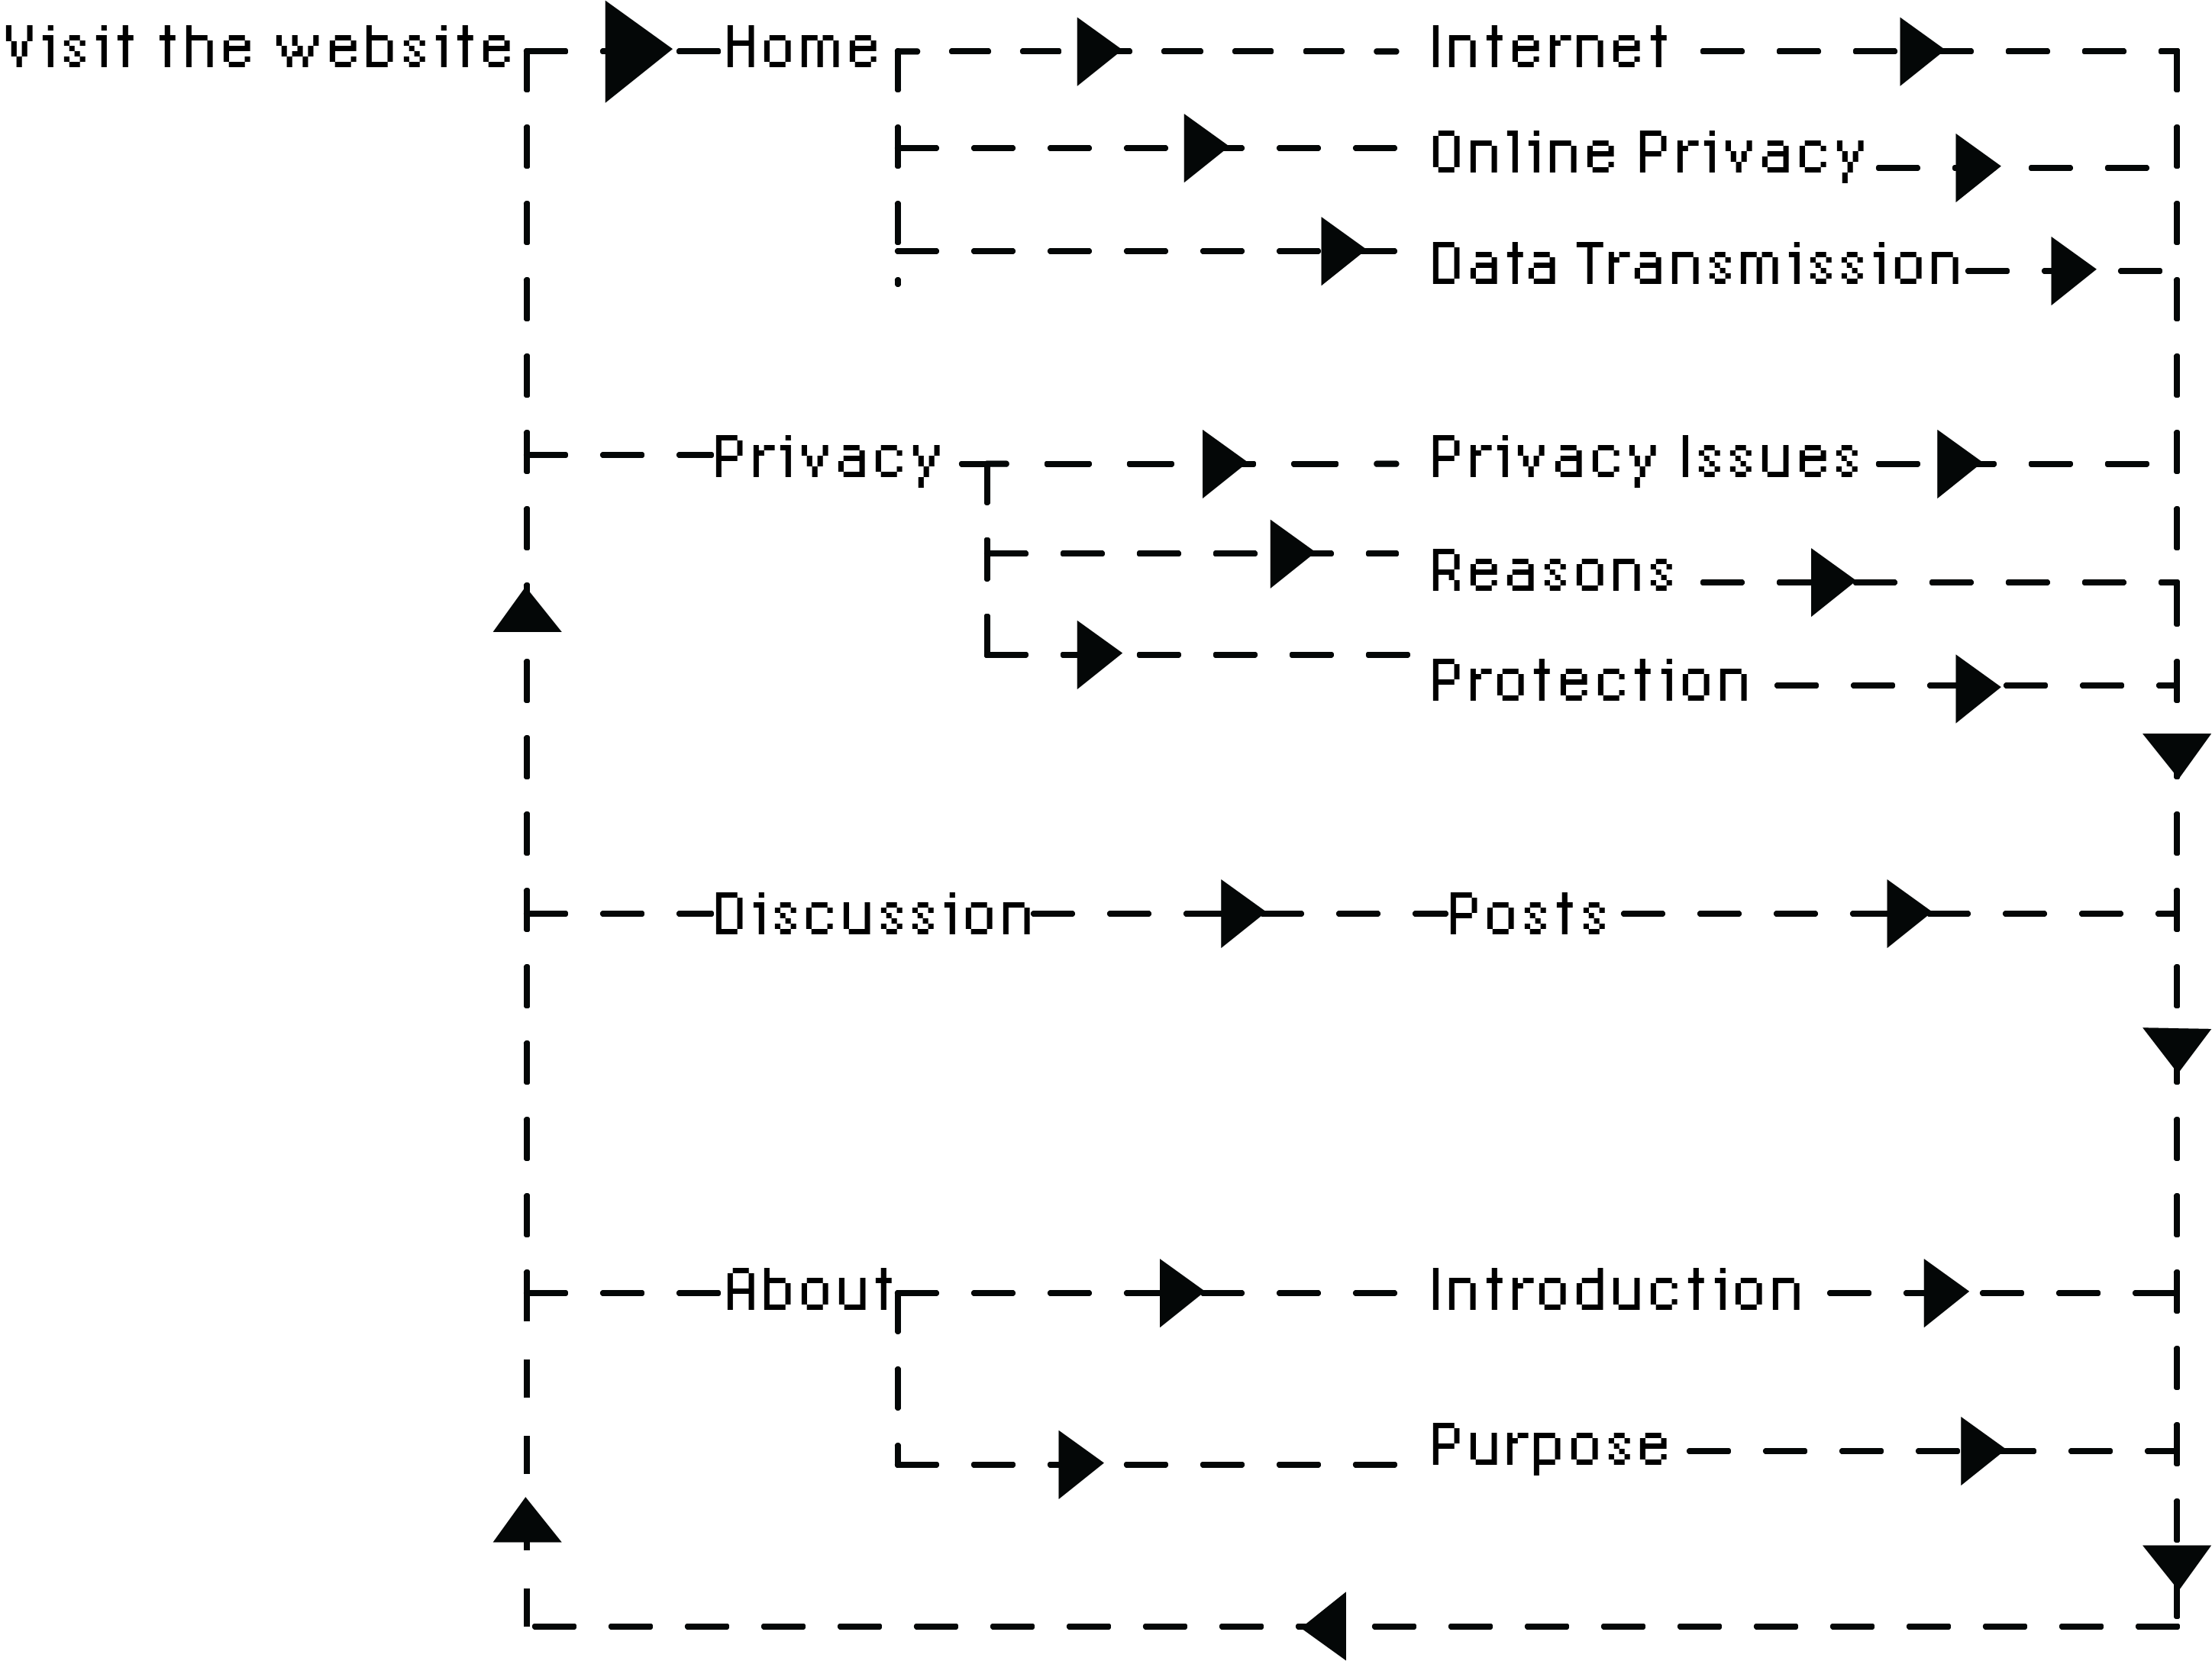 Visit the website
Home
Internet
Online Privacy
Data Transmission
Privacy
Privacy Issues
Reasons
Protection
Discussion
Posts
About
Introduction
Purpose